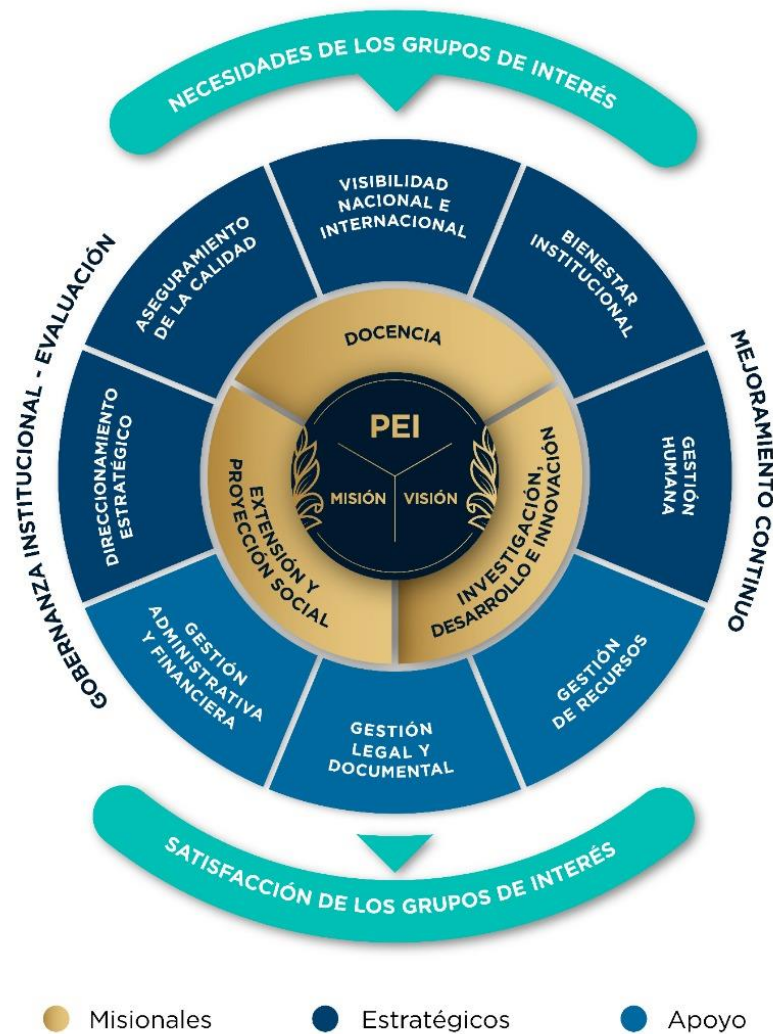 NECESIDADES DE LOS GRUPOS DE INTERÉS
GOBERNANZA INSTITUCIONAL - EVALUACIÓN
MEJORAMIENTO CONTINUO
VISIBILIDAD
NACIONAL E
INTERNACIONAL
BIENESTAR
INSTITUCIONAL
GESTIÓN
HUMANA
GESTIÓN
DE RECURSOS
GESTIÓN
LEGAL Y
DOCUMENTAL
GESTIÓN
ADMINISTRATIVA
Y FINANCIERA
DIRECCIONAMIENTO
ESTRATÉGICO
ASEGURAMIENTO
DE LA CALIDAD
DOCENCIA
INVESTIGACIÓN,
DESARROLLO E INNOVACIÓN
EXTENSIÓN Y
PROYECCIÓN SOCIAL
PEI
MISIÓN
VISIÓN
SATISFACCIÓN DE LOS GRUPOS DE INTERÉS
Misionales
Estratégicos
Apoyo